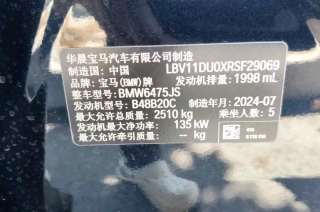 华晨宝马汽车有限公司制造
制造国：中国 LBV11DU0XRSF29069
品牌：宝马(BMW)牌 发动机排量：1998 mL
整车型号：BMW6475JS
发动机型号：B48B20C 制造年月：2024-07
最大允许总质量：2510 kg 乘坐人数：5
发动机最大净功率：135 kW
最大允许牵引质量：-- kg